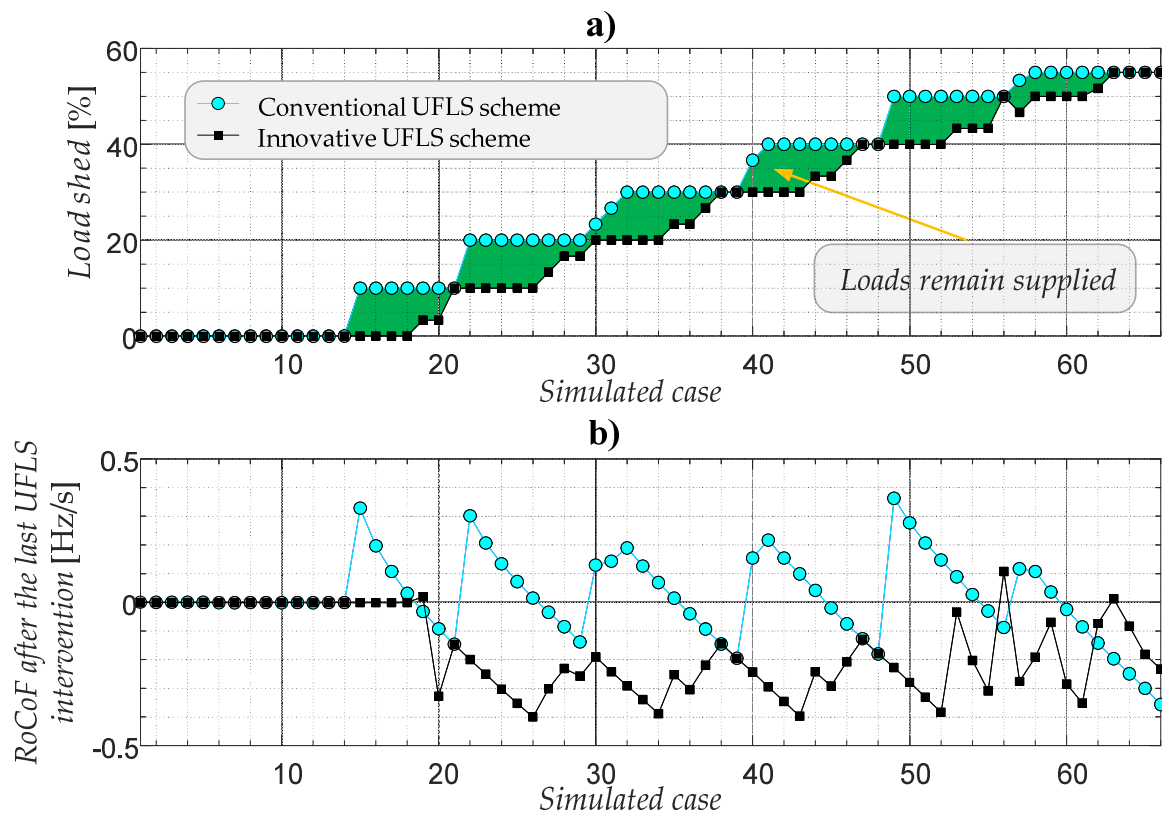 a)
60
40
20
0
Load shed [%]
Conventional UFLS scheme
Innovative UFLS scheme
Loads remain supplied
10 20 30 40 50 60
Simulated case
b)
0.5
0
-0.5
RoCoF after the last UFLS
intervention [Hz/s]
10 20 30 40 50 60
Simulated case